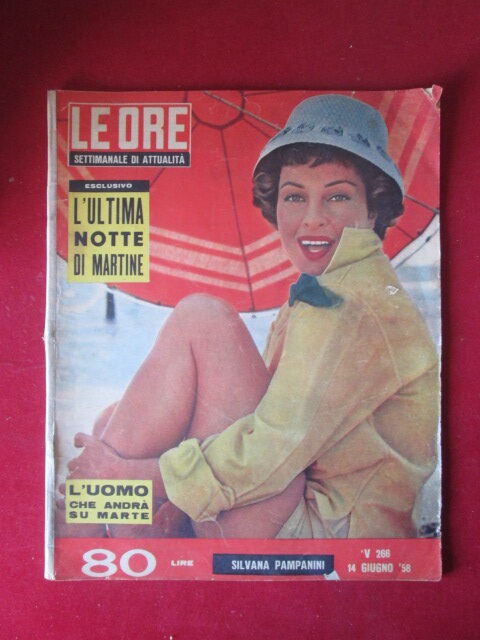 LE ORE
SETTIMANALE DI ATTUALITÀ
ESCLUSIVO
L'ULTIMA
NOTTE
DI MARTINE
L'UOMO
CHE ANDRÀ
SU MARTE
80 LIRE
SILVANA PAMPANINI
'V 266
14 GIUGNO '58